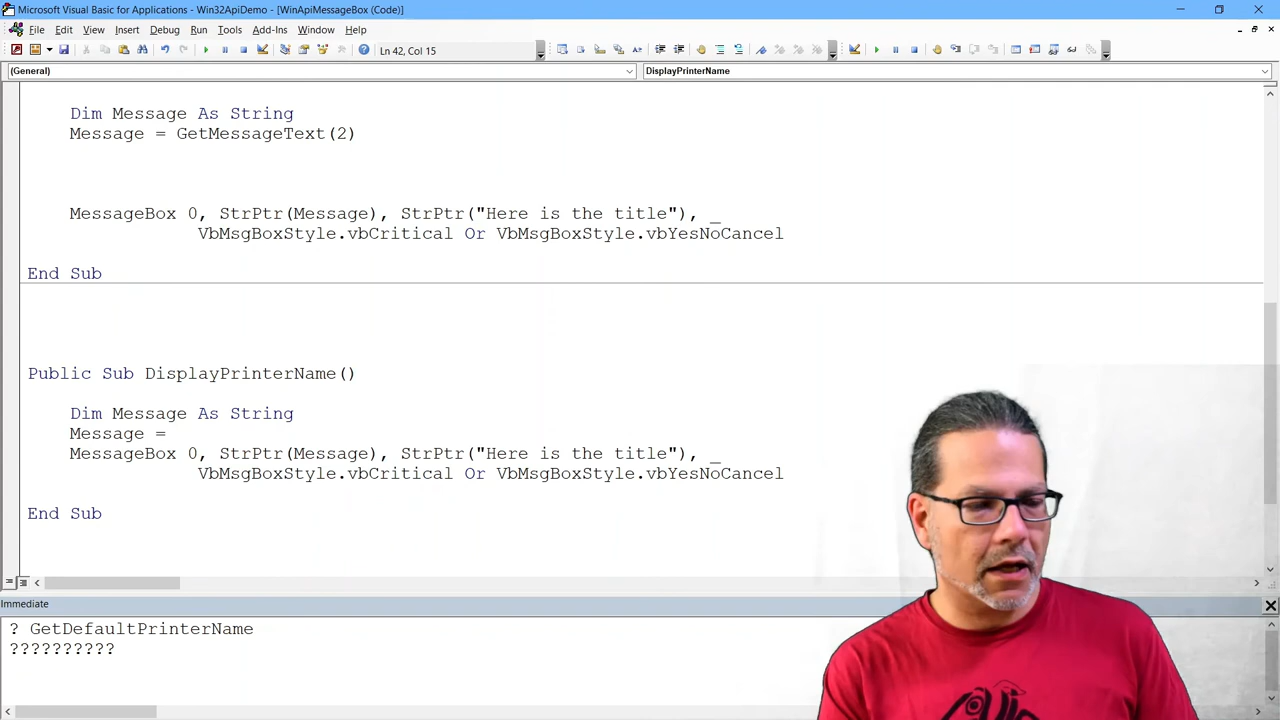 Microsoft Visual Basic for Applications - Win32ApiDemo - [WinApiMessageBox (Code)]
File Edit View Insert Debug Run Tools Add-Ins Window Help
Ln 42, Col 15
(General) DisplayPrinterName
Dim Message As String
Message = GetMessageText(2)
MessageBox 0, StrPtr(Message), StrPtr("Here is the title"), _
VbMsgBoxStyle.vbCritical Or VbMsgBoxStyle.vbYesNoCancel
End Sub
Public Sub DisplayPrinterName()
Dim Message As String
Message =
MessageBox 0, StrPtr(Message), StrPtr("Here is the title"), _
VbMsgBoxStyle.vbCritical Or VbMsgBoxStyle.vbYesNoCancel
End Sub
Immediate
? GetDefaultPrinterName
??????????